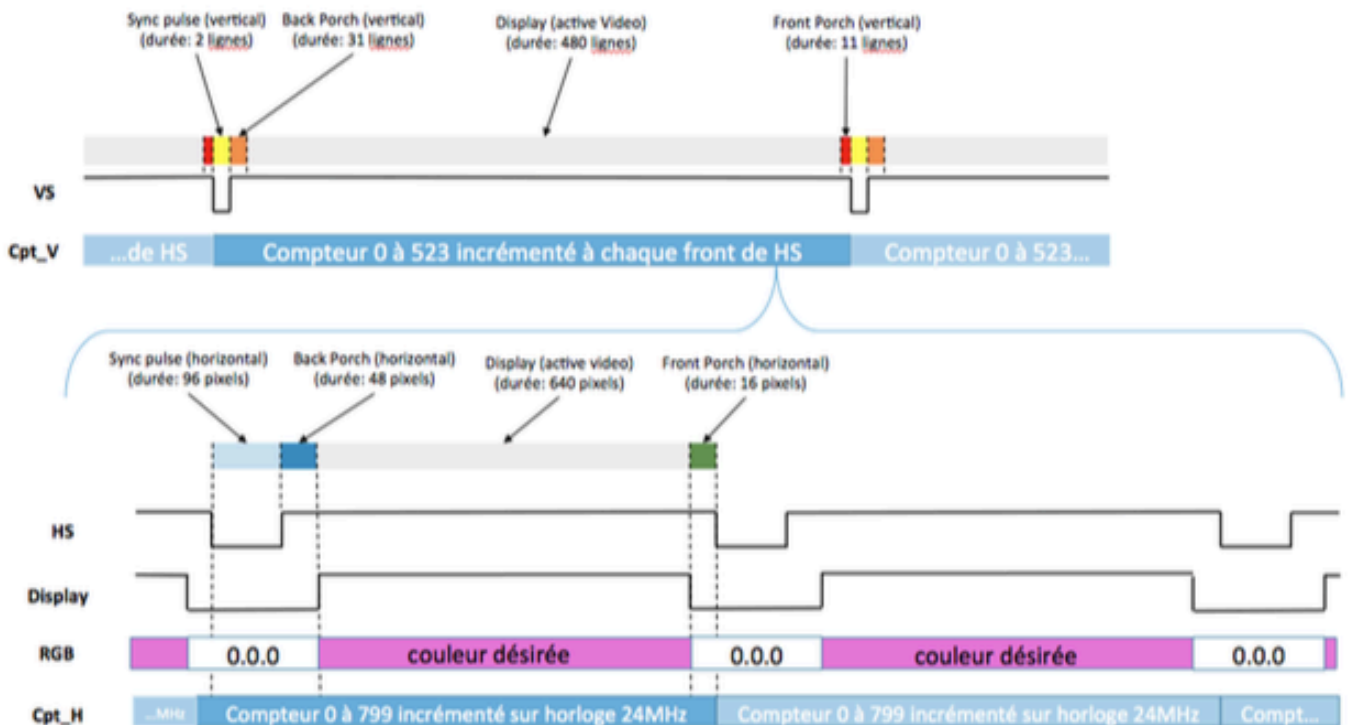 Sync pulse (vertical) Back Porch (vertical) Display (active Video) Front Porch (vertical)
(durée: 2 lignes) (durée: 31 lignes) (durée: 480 lignes) (durée: 11 lignes)
VS
Cpt_V ...de HS Compteur 0 à 523 incrémenté à chaque front de HS Compteur 0 à 523...
Sync pulse (horizontal) Back Porch (horizontal) Display (active video) Front Porch (horizontal)
(durée: 96 pixels) (durée: 48 pixels) (durée: 640 pixels) (durée: 16 pixels)
HS
Display
RGB 0.0.0 couleur désirée 0.0.0 couleur désirée 0.0.0
Cpt_H ...MHz Compteur 0 à 799 incrémenté sur horloge 24MHz Compteur 0 à 799 incrémenté sur horloge 24MHz Compt...